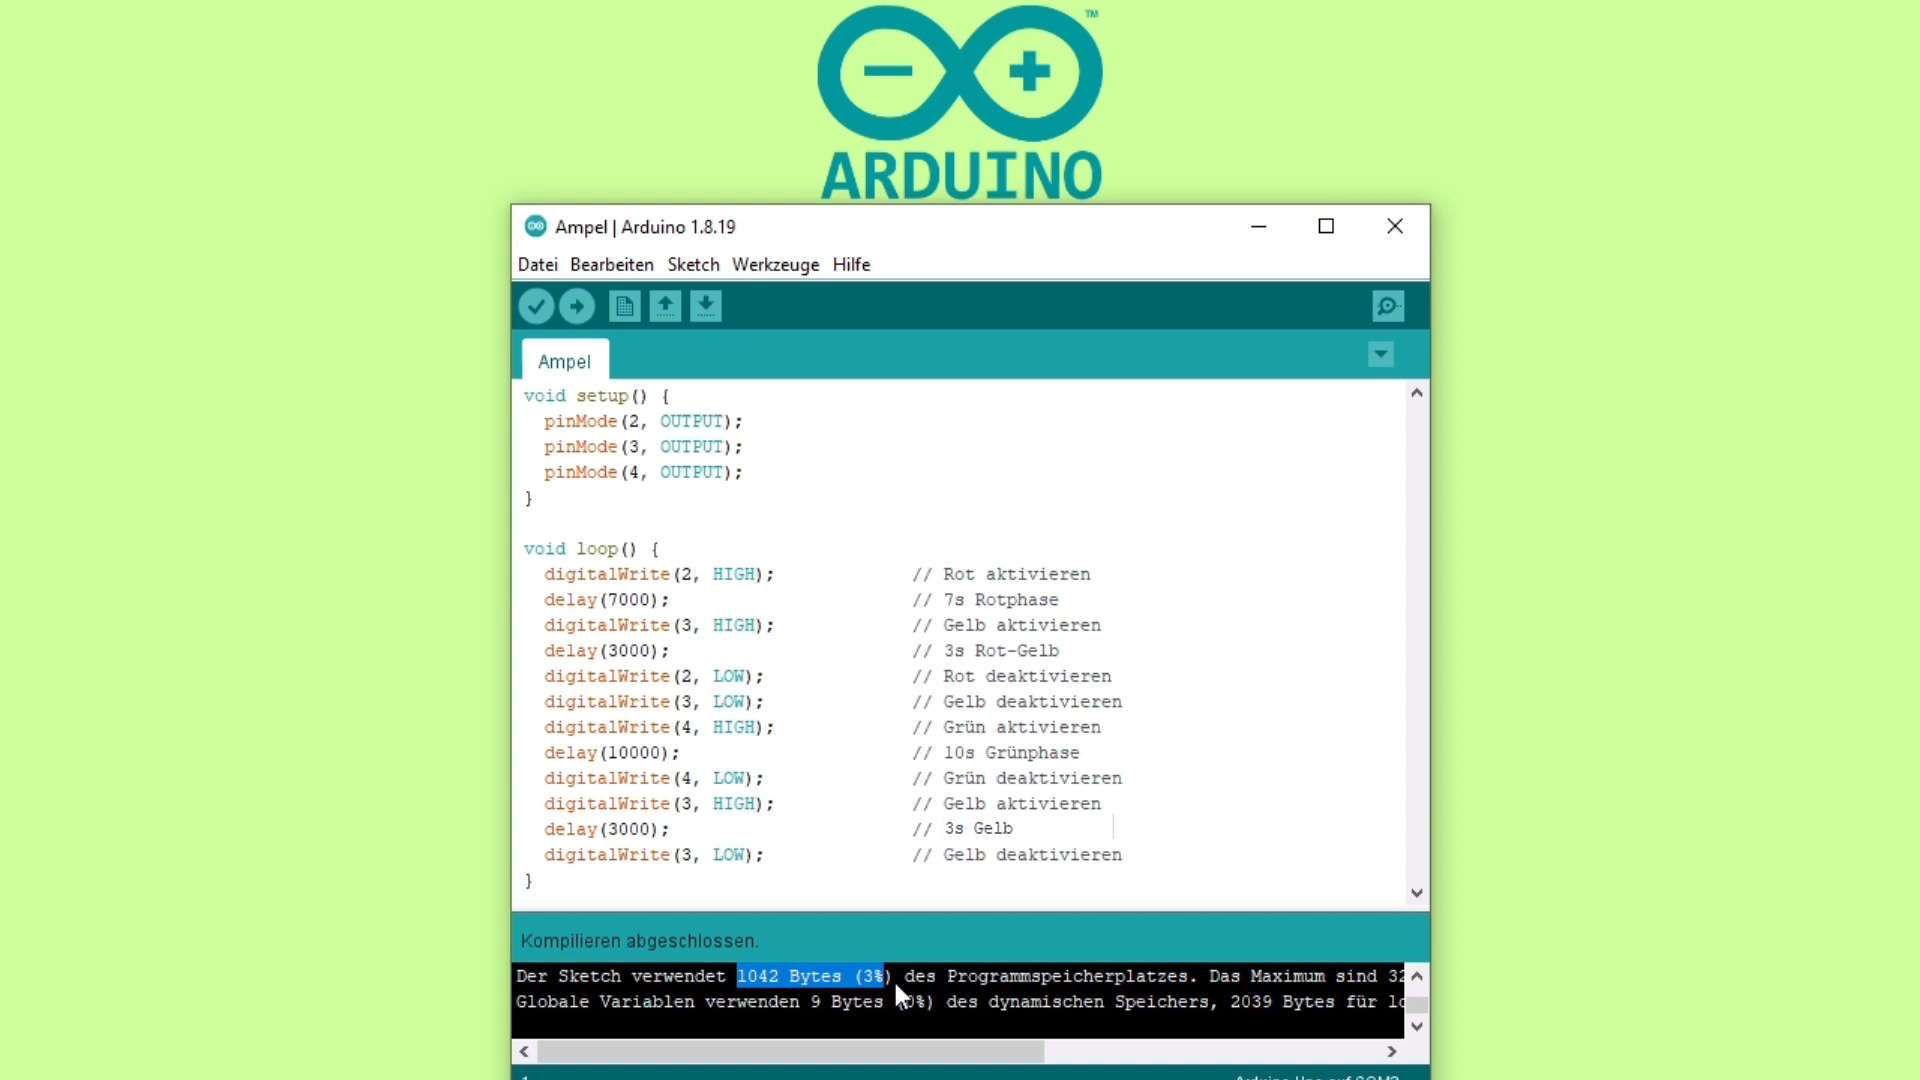 TM
ARDUINO
Ampel | Arduino 1.8.19
Datei Bearbeiten Sketch Werkzeuge Hilfe
Ampel
void setup() {
pinMode(2, OUTPUT);
pinMode(3, OUTPUT);
pinMode(4, OUTPUT);
}
void loop() {
digitalWrite(2, HIGH); // Rot aktivieren
delay(7000); // 7s Rotphase
digitalWrite(3, HIGH); // Gelb aktivieren
delay(3000); // 3s Rot-Gelb
digitalWrite(2, LOW); // Rot deaktivieren
digitalWrite(3, LOW); // Gelb deaktivieren
digitalWrite(4, HIGH); // Grün aktivieren
delay(10000); // 10s Grünphase
digitalWrite(4, LOW); // Grün deaktivieren
digitalWrite(3, HIGH); // Gelb aktivieren
delay(3000); // 3s Gelb
digitalWrite(3, LOW); // Gelb deaktivieren
}
Kompilieren abgeschlossen.
Der Sketch verwendet 1042 Bytes (3%) des Programmspeicherplatzes. Das Maximum sind 32
Globale Variablen verwenden 9 Bytes (0%) des dynamischen Speichers, 2039 Bytes für lo